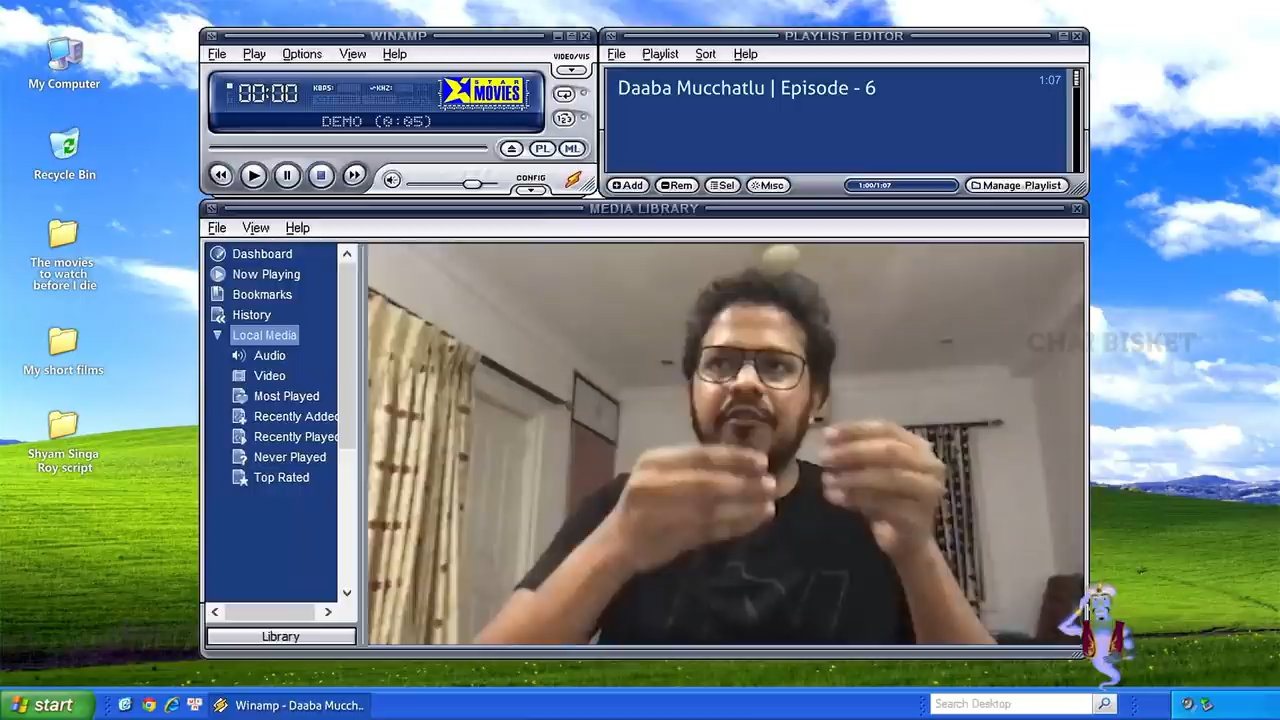 My Computer
Recycle Bin
The movies
to watch
before I die
My short films
Shyam Singa
Roy script
WINAMP
File Play Options View Help
VIDEO/VIS
00:00
KBPS:
KHZ:
STAR
MOVIES
DEMO (0:05)
123
PL
ML
CONFIG
PLAYLIST EDITOR
File Playlist Sort Help
Daaba Mucchatlu | Episode - 6
1:07
Add
Rem
Sel
Misc
1:00/1:07
Manage Playlist
MEDIA LIBRARY
File View Help
Dashboard
Now Playing
Bookmarks
History
Local Media
Audio
Video
Most Played
Recently Added
Recently Playe
Never Played
Top Rated
Library
CHAI BISKET
start
Winamp - Daaba Mucch..
Search Desktop